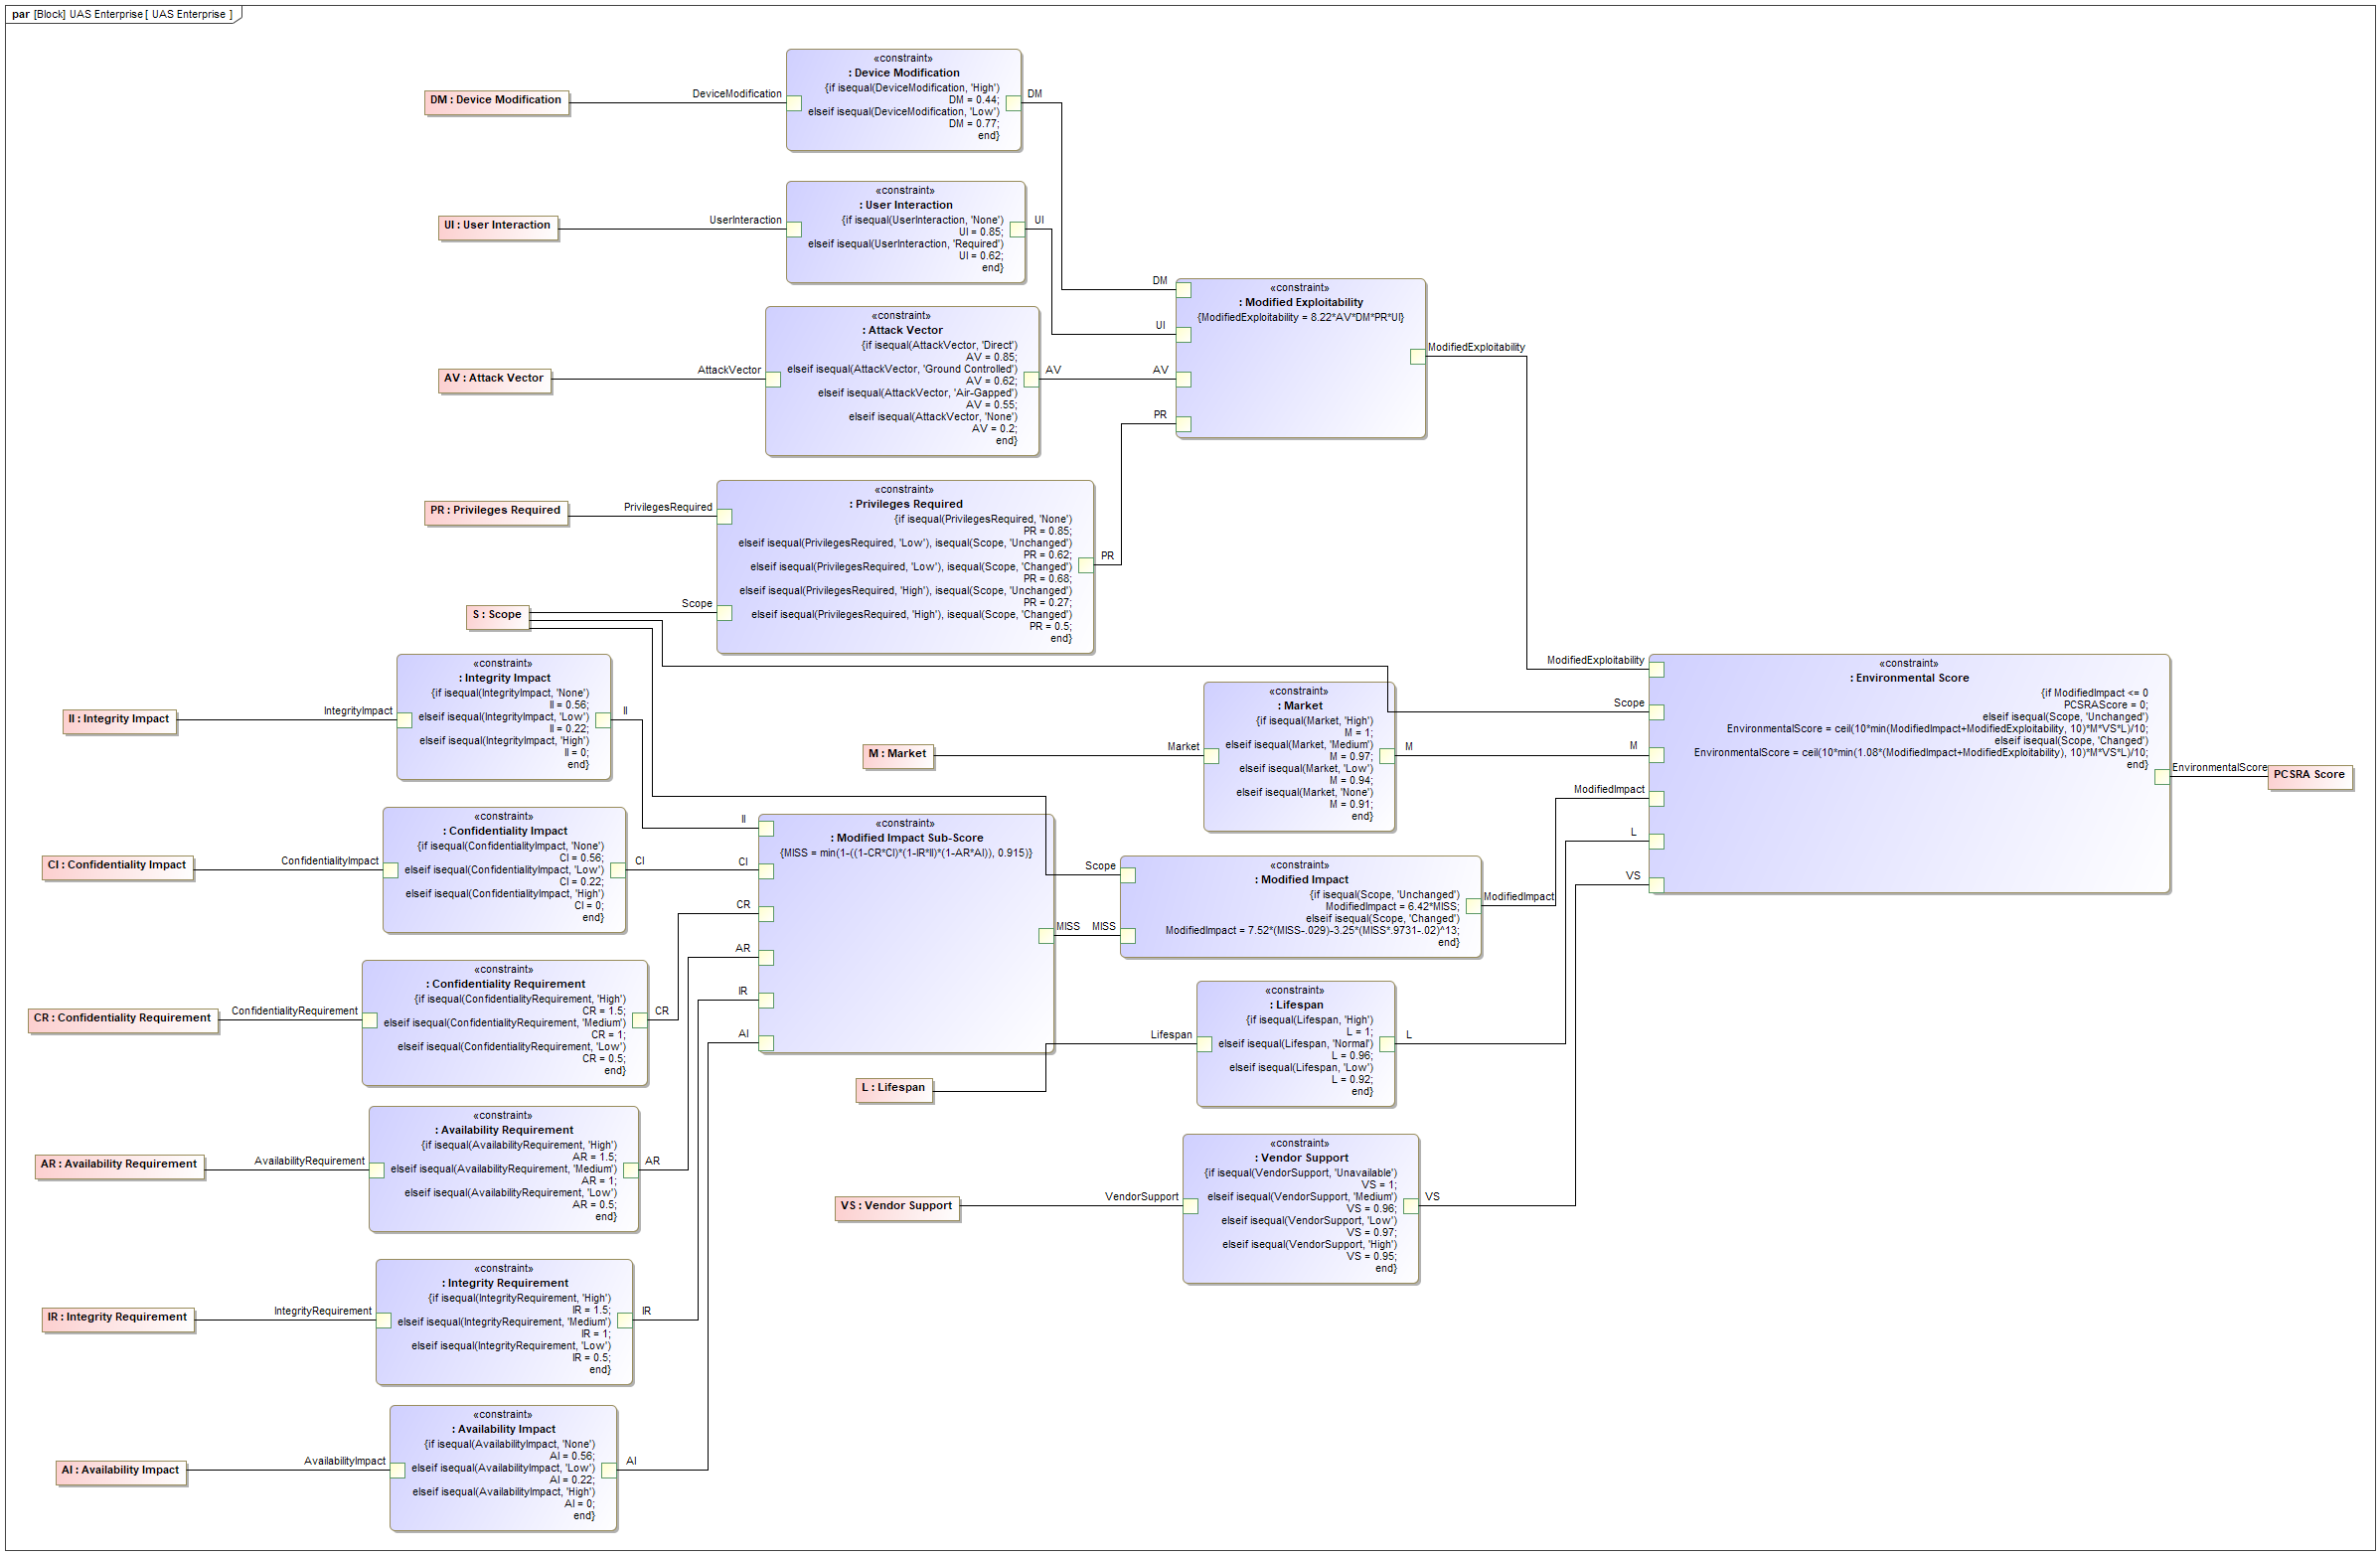 par [Block] UAS Enterprise [ UAS Enterprise ]
«constraint»
: Device Modification
{if isequal(DeviceModification, 'High')
DM = 0.44;
elseif isequal(DeviceModification, 'Low')
DM = 0.77;
end}
DM : Device Modification
DeviceModification
DM
«constraint»
: User Interaction
{if isequal(UserInteraction, 'None')
UI = 0.85;
elseif isequal(UserInteraction, 'Required')
UI = 0.62;
end}
UI : User Interaction
UserInteraction
UI
«constraint»
: Attack Vector
{if isequal(AttackVector, 'Direct')
AV = 0.85;
elseif isequal(AttackVector, 'Ground Controlled')
AV = 0.62;
elseif isequal(AttackVector, 'Air-Gapped')
AV = 0.55;
elseif isequal(AttackVector, 'None')
AV = 0.2;
end}
AV : Attack Vector
AttackVector
AV
DM
UI
AV
PR
«constraint»
: Modified Exploitability
{ModifiedExploitability = 8.22*AV*DM*PR*UI}
ModifiedExploitability
«constraint»
: Privileges Required
{if isequal(PrivilegesRequired, 'None')
PR = 0.85;
elseif isequal(PrivilegesRequired, 'Low'), isequal(Scope, 'Unchanged')
PR = 0.62;
elseif isequal(PrivilegesRequired, 'Low'), isequal(Scope, 'Changed')
PR = 0.68;
elseif isequal(PrivilegesRequired, 'High'), isequal(Scope, 'Unchanged')
PR = 0.27;
elseif isequal(PrivilegesRequired, 'High'), isequal(Scope, 'Changed')
PR = 0.5;
end}
PR : Privileges Required
PrivilegesRequired
PR
S : Scope
Scope
«constraint»
: Integrity Impact
{if isequal(IntegrityImpact, 'None')
II = 0.56;
elseif isequal(IntegrityImpact, 'Low')
II = 0.22;
elseif isequal(IntegrityImpact, 'High')
II = 0;
end}
II : Integrity Impact
IntegrityImpact
II
«constraint»
: Market
{if isequal(Market, 'High')
M = 1;
elseif isequal(Market, 'Medium')
M = 0.97;
elseif isequal(Market, 'Low')
M = 0.94;
elseif isequal(Market, 'None')
M = 0.91;
end}
M : Market
Market
M
ModifiedExploitability
Scope
M
ModifiedImpact
L
VS
«constraint»
: Environmental Score
{if ModifiedImpact <= 0
PCSRAScore = 0;
elseif isequal(Scope, 'Unchanged')
EnvironmentalScore = ceil(10*min(ModifiedImpact+ModifiedExploitability, 10)*M*VS*L)/10;
elseif isequal(Scope, 'Changed')
EnvironmentalScore = ceil(10*min(1.08*(ModifiedImpact+ModifiedExploitability), 10)*M*VS*L)/10;
end}
EnvironmentalScore
PCSRA Score
«constraint»
: Confidentiality Impact
{if isequal(ConfidentialityImpact, 'None')
CI = 0.56;
elseif isequal(ConfidentialityImpact, 'Low')
CI = 0.22;
elseif isequal(ConfidentialityImpact, 'High')
CI = 0;
end}
CI : Confidentiality Impact
ConfidentialityImpact
CI
II
CI
CR
AR
IR
AI
«constraint»
: Modified Impact Sub-Score
{MISS = min(1-((1-CR*CI)*(1-IR*II)*(1-AR*AI)), 0.915)}
MISS
Scope
MISS
«constraint»
: Modified Impact
{if isequal(Scope, 'Unchanged')
ModifiedImpact = 6.42*MISS;
elseif isequal(Scope, 'Changed')
ModifiedImpact = 7.52*(MISS-.029)-3.25*(MISS*.9731-.02)^13;
end}
ModifiedImpact
«constraint»
: Confidentiality Requirement
{if isequal(ConfidentialityRequirement, 'High')
CR = 1.5;
elseif isequal(ConfidentialityRequirement, 'Medium')
CR = 1;
elseif isequal(ConfidentialityRequirement, 'Low')
CR = 0.5;
end}
CR : Confidentiality Requirement
ConfidentialityRequirement
CR
«constraint»
: Lifespan
{if isequal(Lifespan, 'High')
L = 1;
elseif isequal(Lifespan, 'Normal')
L = 0.96;
elseif isequal(Lifespan, 'Low')
L = 0.92;
end}
L : Lifespan
Lifespan
L
«constraint»
: Availability Requirement
{if isequal(AvailabilityRequirement, 'High')
AR = 1.5;
elseif isequal(AvailabilityRequirement, 'Medium')
AR = 1;
elseif isequal(AvailabilityRequirement, 'Low')
AR = 0.5;
end}
AR : Availability Requirement
AvailabilityRequirement
AR
«constraint»
: Vendor Support
{if isequal(VendorSupport, 'Unavailable')
VS = 1;
elseif isequal(VendorSupport, 'Medium')
VS = 0.96;
elseif isequal(VendorSupport, 'Low')
VS = 0.97;
elseif isequal(VendorSupport, 'High')
VS = 0.95;
end}
VS : Vendor Support
VendorSupport
VS
«constraint»
: Integrity Requirement
{if isequal(IntegrityRequirement, 'High')
IR = 1.5;
elseif isequal(IntegrityRequirement, 'Medium')
IR = 1;
elseif isequal(IntegrityRequirement, 'Low')
IR = 0.5;
end}
IR : Integrity Requirement
IntegrityRequirement
IR
«constraint»
: Availability Impact
{if isequal(AvailabilityImpact, 'None')
AI = 0.56;
elseif isequal(AvailabilityImpact, 'Low')
AI = 0.22;
elseif isequal(AvailabilityImpact, 'High')
AI = 0;
end}
AI : Availability Impact
AvailabilityImpact
AI